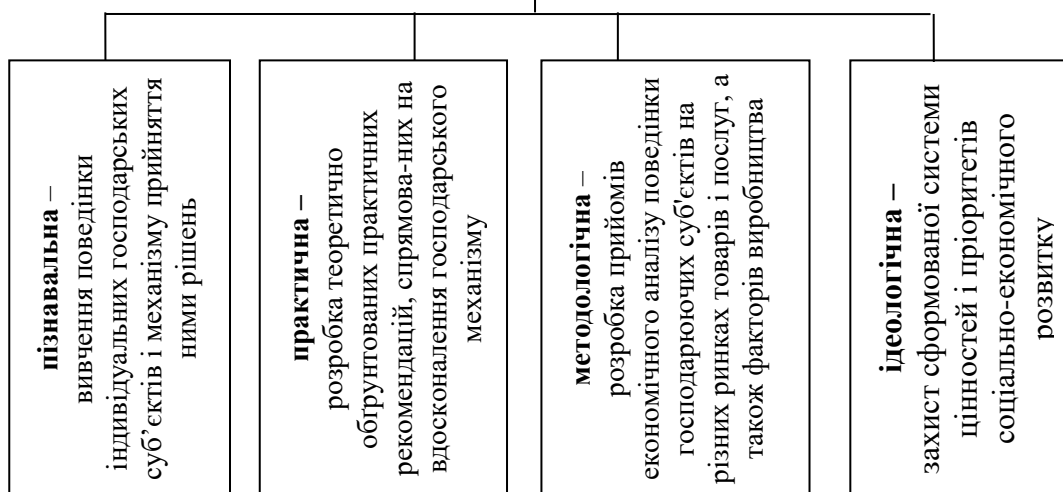 пізнавальна –
вивчення поведінки
індивідуальних господарських
суб’єктів і механізму прийняття
ними рішень
практична –
розробка теоретично
обґрунтованих практичних
рекомендацій, спрямова-них на
вдосконалення господарського
механізму
методологічна –
розробка прийомів
економічного аналізу поведінки
господарюючих суб'єктів на
різних ринках товарів і послуг, а
також факторів виробництва
ідеологічна –
захист сформованої системи
цінностей і пріоритетів
соціально-економічного
розвитку